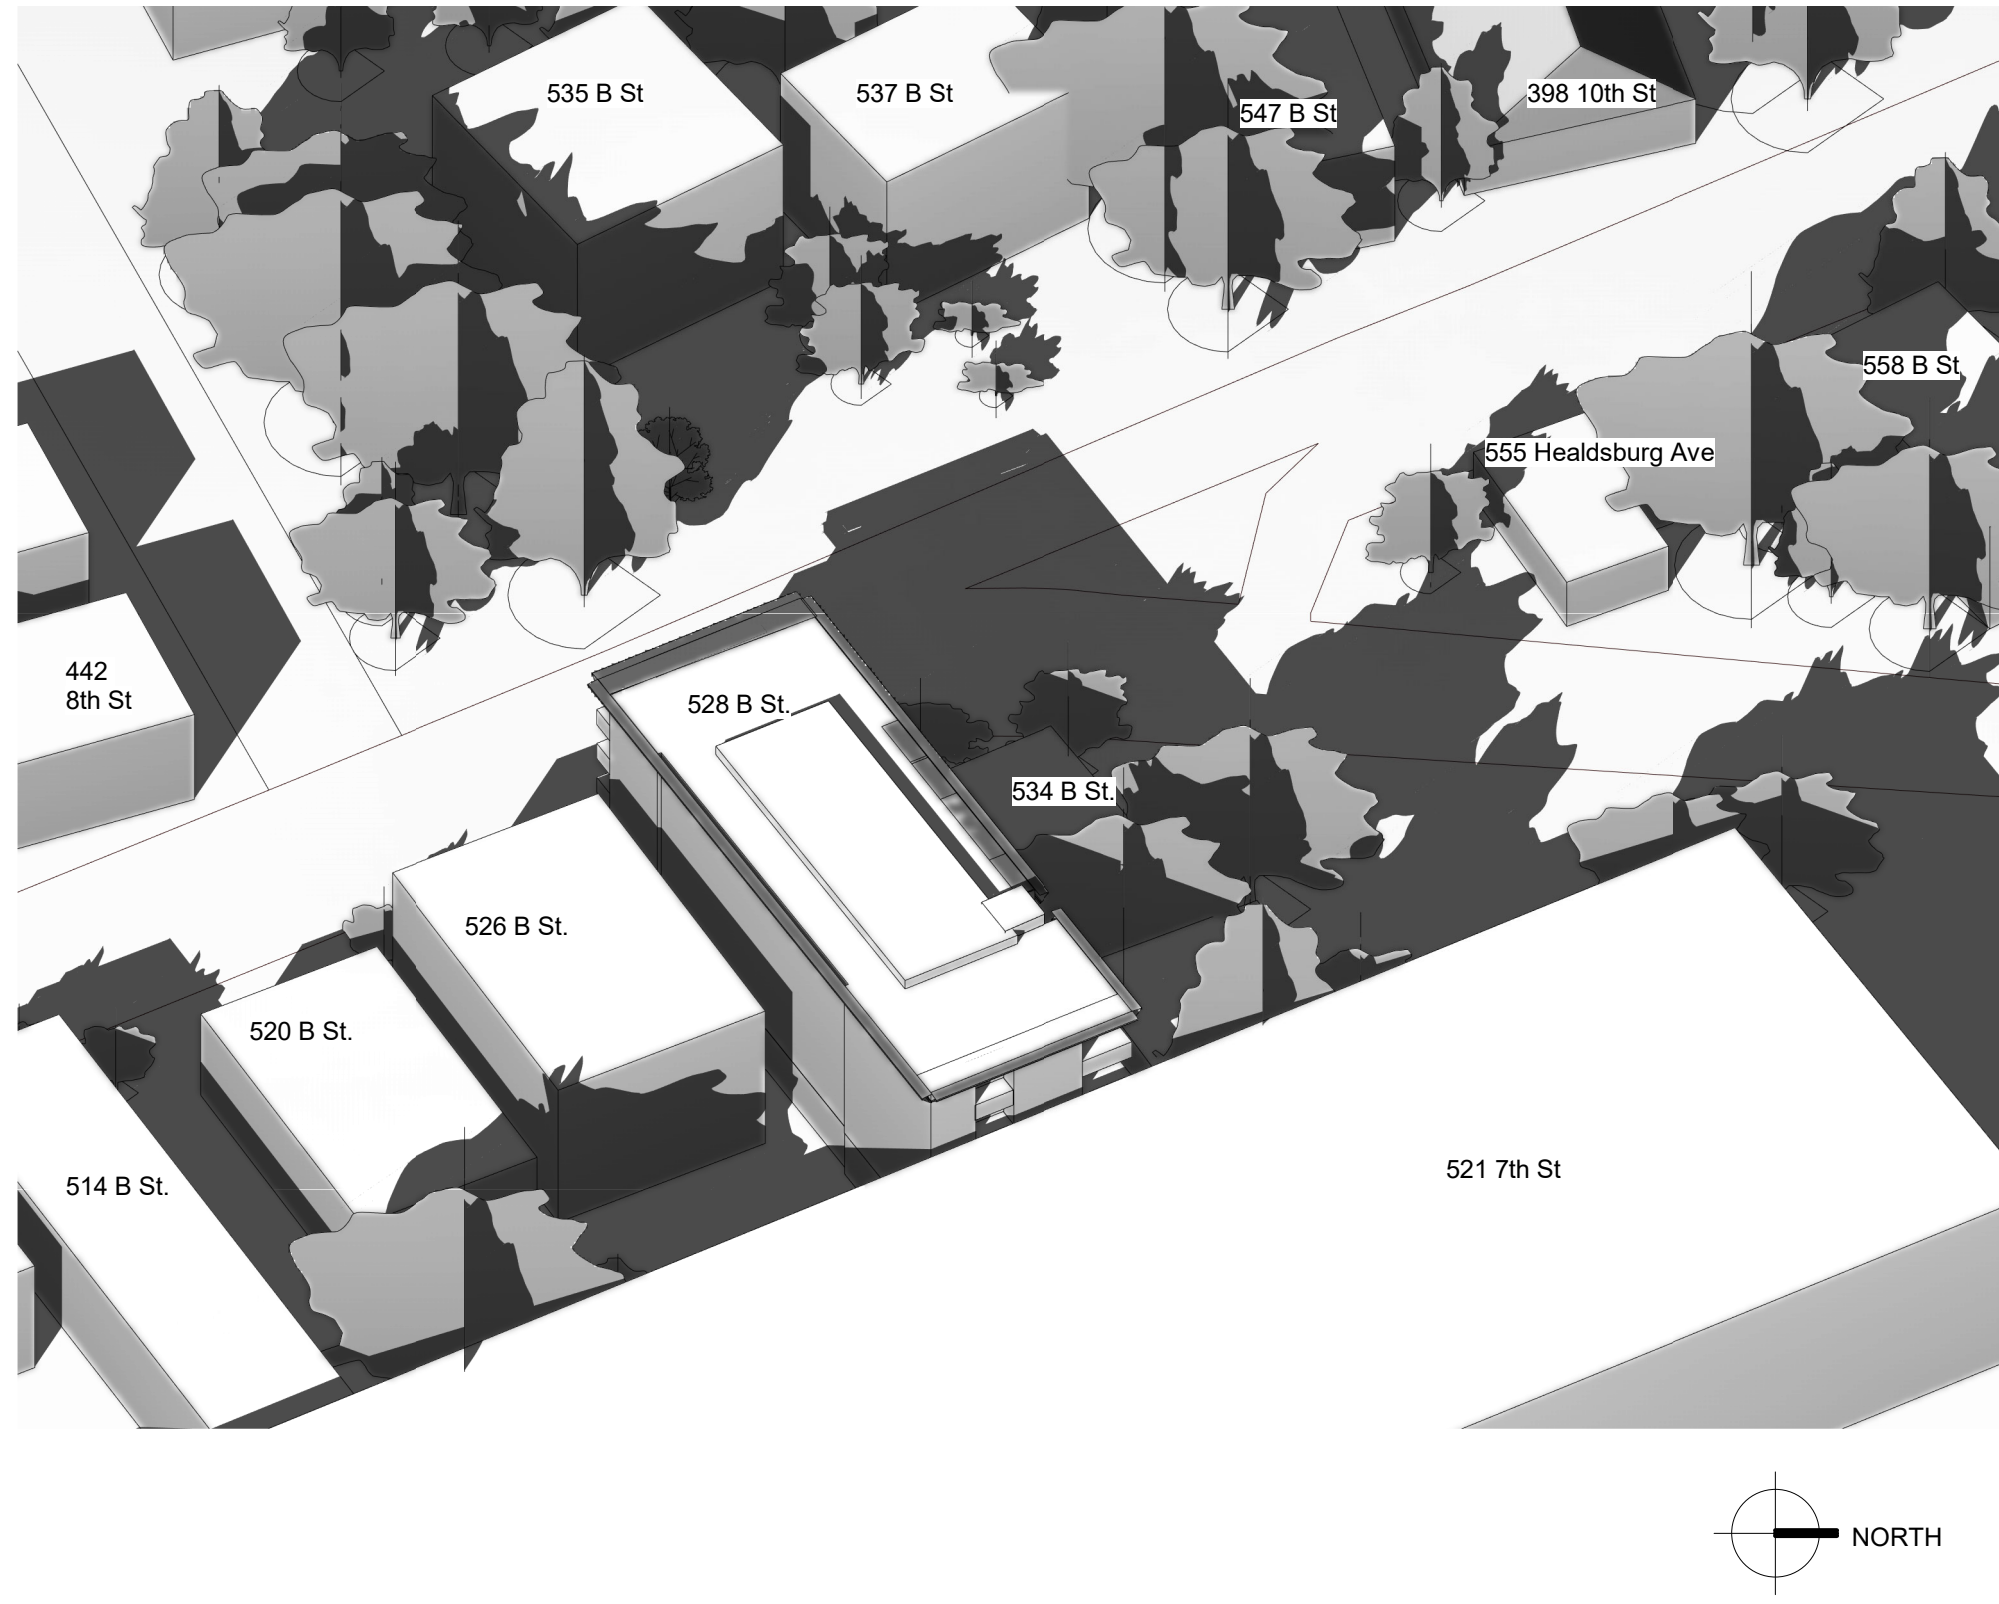 535 B St
537 B St
547 B St
398 10th St
558 B St
555 Healdsburg Ave
442
8th St
528 B St.
534 B St.
526 B St.
520 B St.
514 B St.
521 7th St
NORTH